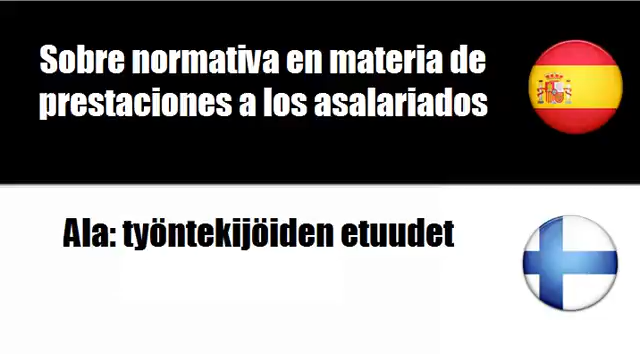 Sobre normativa en materia de
prestaciones a los asalariados
Ala: työntekijöiden etuudet